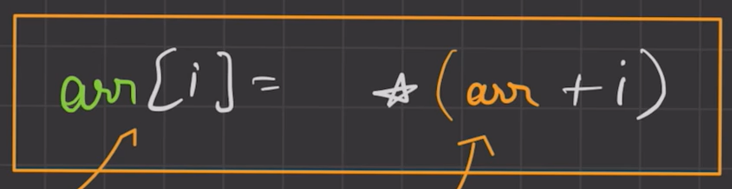 arr[i] = *(arr + i)